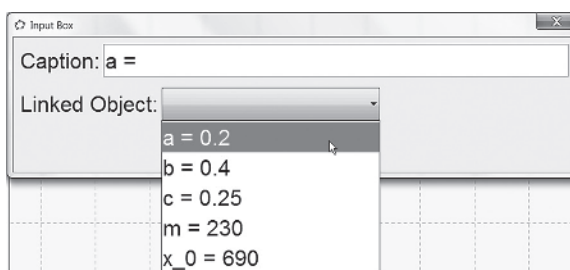 Input Box
Caption: a =
Linked Object:
a = 0.2
b = 0.4
c = 0.25
m = 230
x_0 = 690